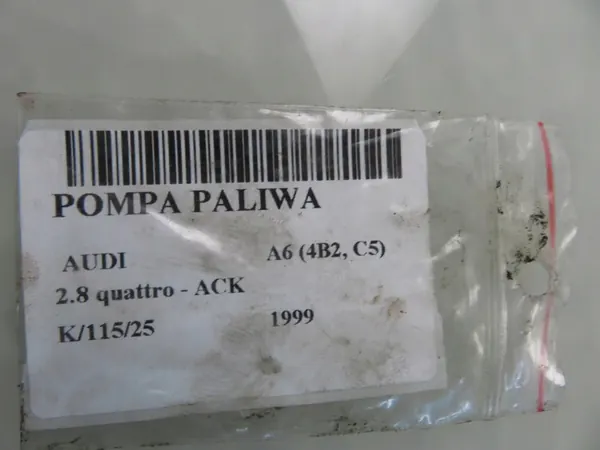 POMPA PALIWA
AUDI A6 (4B2, C5)
2.8 quattro - ACK
K/115/25 1999